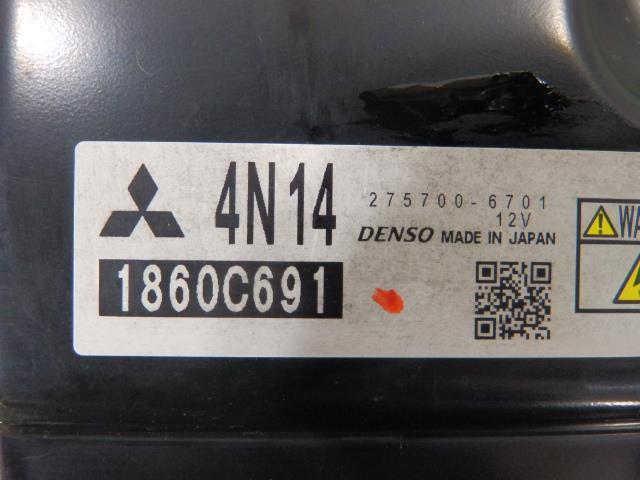 4N14
275700-6701
12V
DENSO MADE IN JAPAN
1860C691
WA